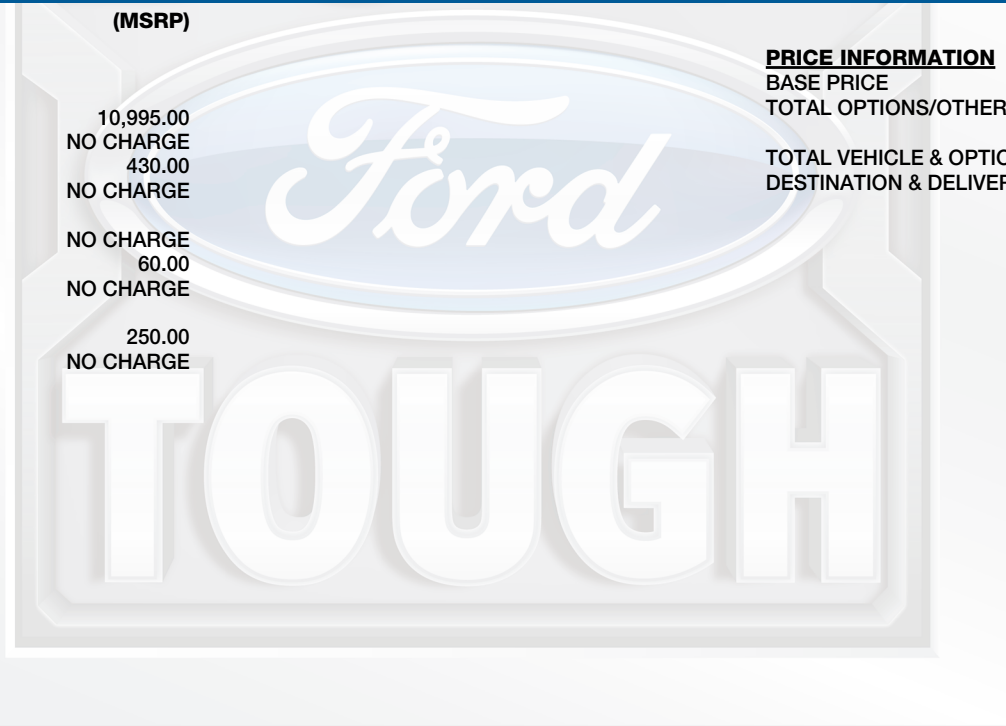 (MSRP)
10,995.00
NO CHARGE
430.00
NO CHARGE
NO CHARGE
60.00
NO CHARGE
250.00
NO CHARGE
PRICE INFORMATION
BASE PRICE
TOTAL OPTIONS/OTHER
TOTAL VEHICLE & OPTIO
DESTINATION & DELIVER
Ford
TOUGH